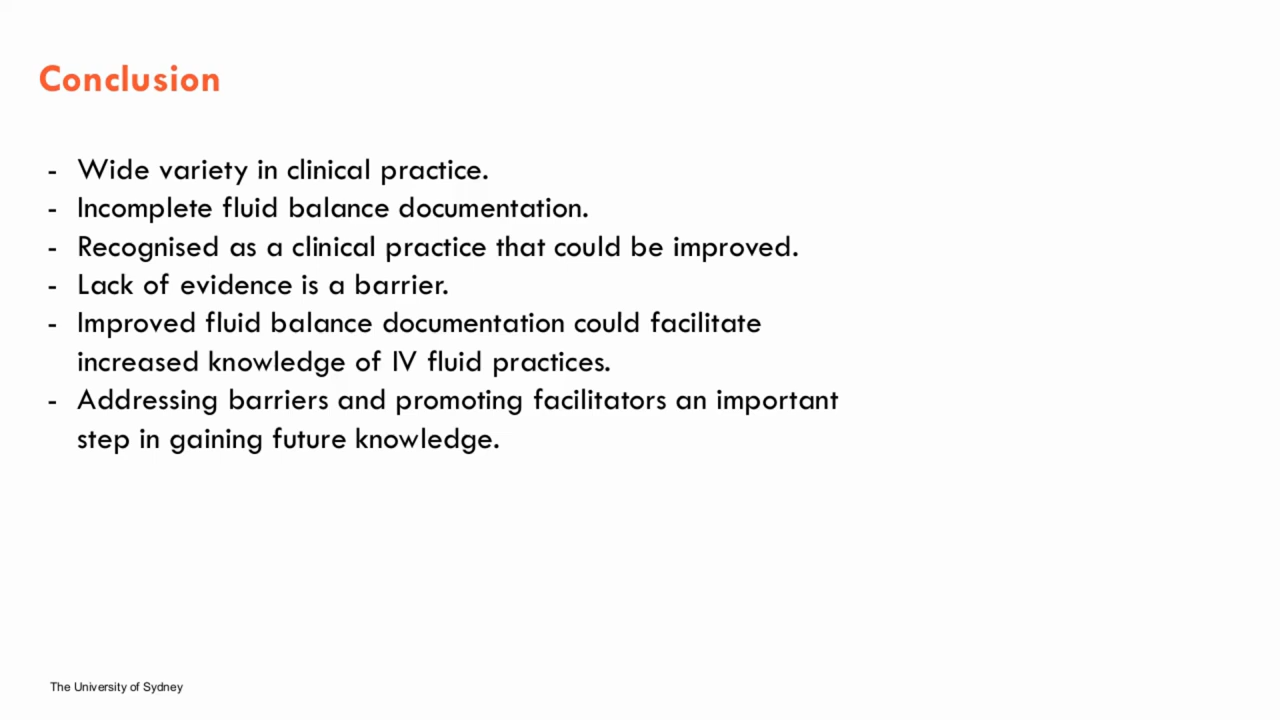 Conclusion
- Wide variety in clinical practice.
- Incomplete fluid balance documentation.
- Recognised as a clinical practice that could be improved.
- Lack of evidence is a barrier.
- Improved fluid balance documentation could facilitate
increased knowledge of IV fluid practices.
- Addressing barriers and promoting facilitators an important
step in gaining future knowledge.
The University of Sydney